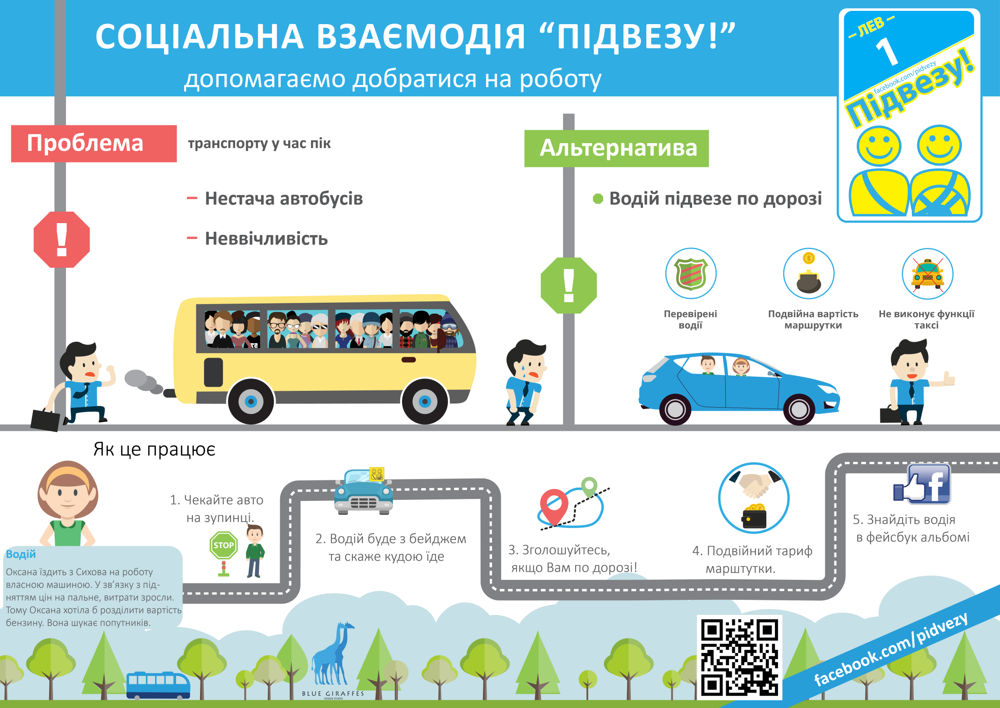 СОЦІАЛЬНА ВЗАЄМОДІЯ “ПІДВЕЗУ!”
допомагаємо добратися на роботу
– ЛЕВ –
1
facebook.com/pidvezy
Підвезу!
Проблема
транспорту у час пік
– Нестача автобусів
– Неввічливість
Альтернатива
Водій підвезе по дорозі
!
!
Перевірені
водії
Подвійна вартість
маршрутки
Не виконує функції
таксі
Як це працює
1. Чекайте авто
на зупинці.
STOP
2. Водій буде з бейджем
та скаже кудою їде
3. Зголошуйтесь,
якщо Вам по дорозі!
4. Подвійний тариф
марштутки.
f
5. Знайдіть водія
в фейсбук альбомі
Водій
Оксана їздить з Сихова на роботу
власною машиною. У зв’язку з під-
няттям цін на пальне, витрати зросли.
Тому Оксана хотіла б розділити вартість
бензину. Вона шукає попутників.
BLUE GIRAFFES
DESIGN STUDIO
facebook.com/pidvezy